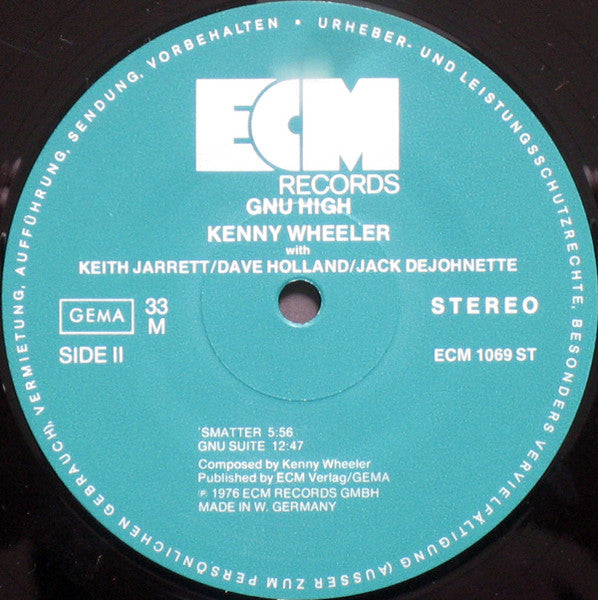 URHEBER- UND LEISTUNGSSCHUTZRECHTE, BESONDERS VERVIELFÄLTIGUNG (AUSSER ZUM PERSÖNLICHEN GEBRAUCH), VERMIETUNG, AUFFÜHRUNG, SENDUNG, VORBEHALTEN •
ECM
RECORDS
GNU HIGH
KENNY WHEELER
with
KEITH JARRETT/DAVE HOLLAND/JACK DEJOHNETTE
GEMA
33
M
STEREO
SIDE II
ECM 1069 ST
'SMATTER 5:56
GNU SUITE 12:47
Composed by Kenny Wheeler
Published by ECM Verlag/GEMA
℗ 1976 ECM RECORDS GMBH
MADE IN W. GERMANY